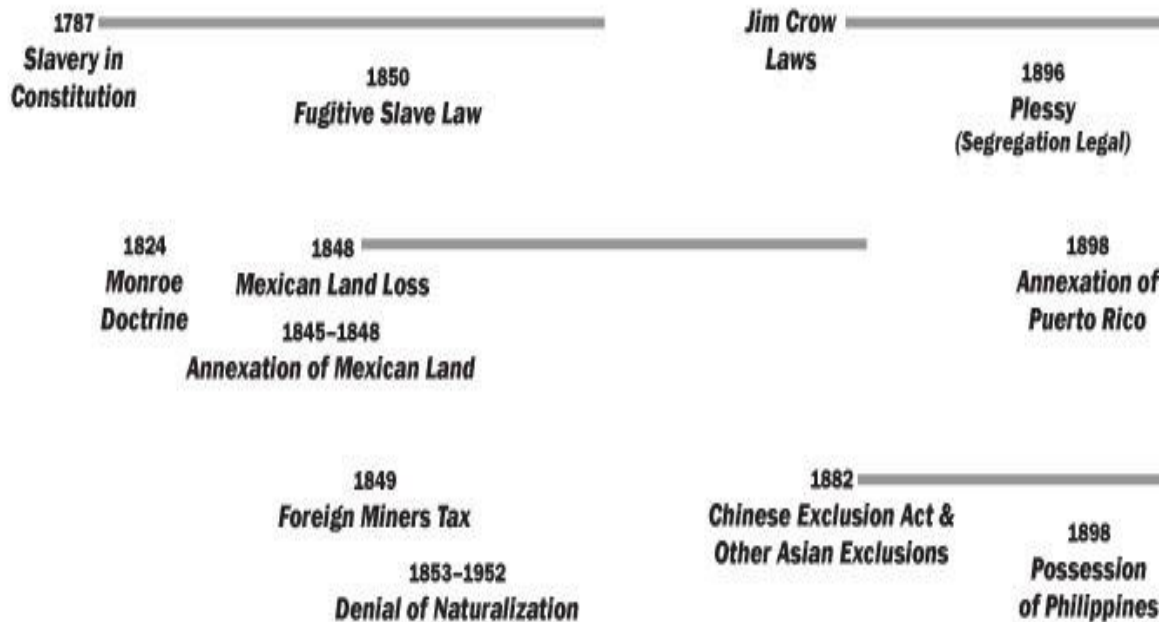 1787
Slavery in
Constitution
1850
Fugitive Slave Law
Jim Crow
Laws
1896
Plessy
(Segregation Legal)
1824
Monroe
Doctrine
1848
Mexican Land Loss
1845–1848
Annexation of Mexican Land
1898
Annexation of
Puerto Rico
1849
Foreign Miners Tax
1853–1952
Denial of Naturalization
1882
Chinese Exclusion Act &
Other Asian Exclusions
1898
Possession
of Philippines